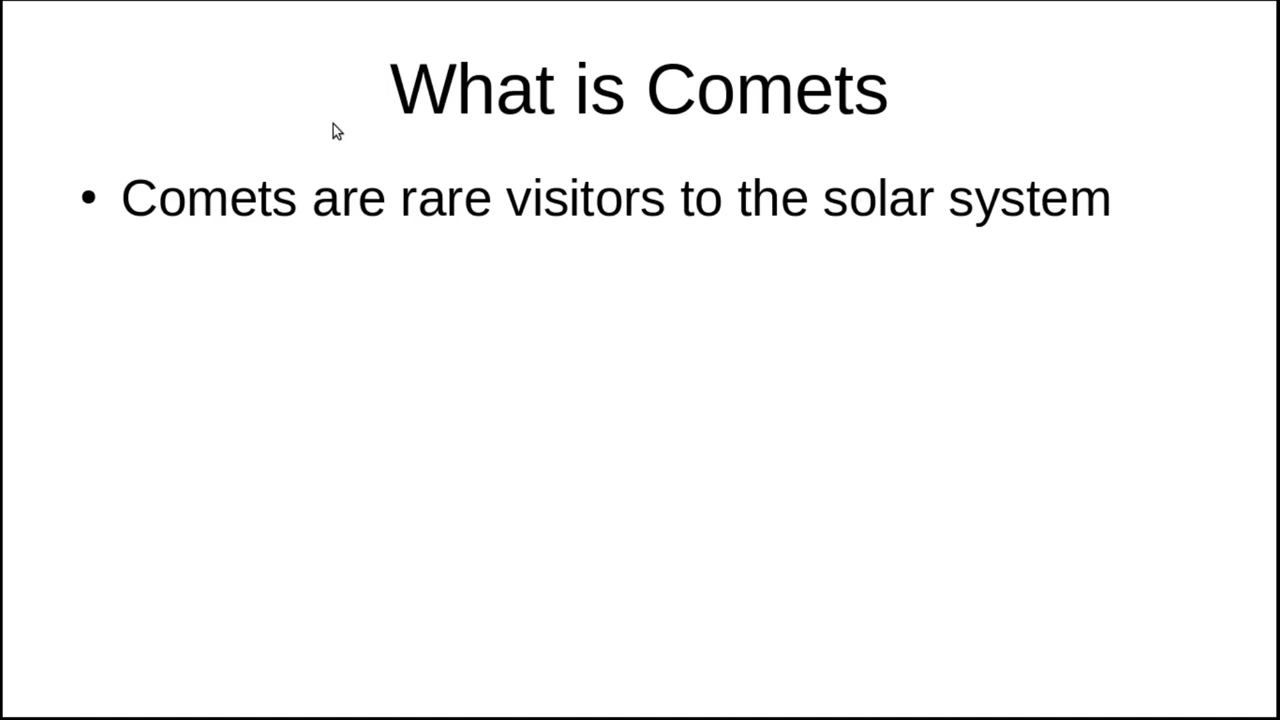 What is Comets
• Comets are rare visitors to the solar system